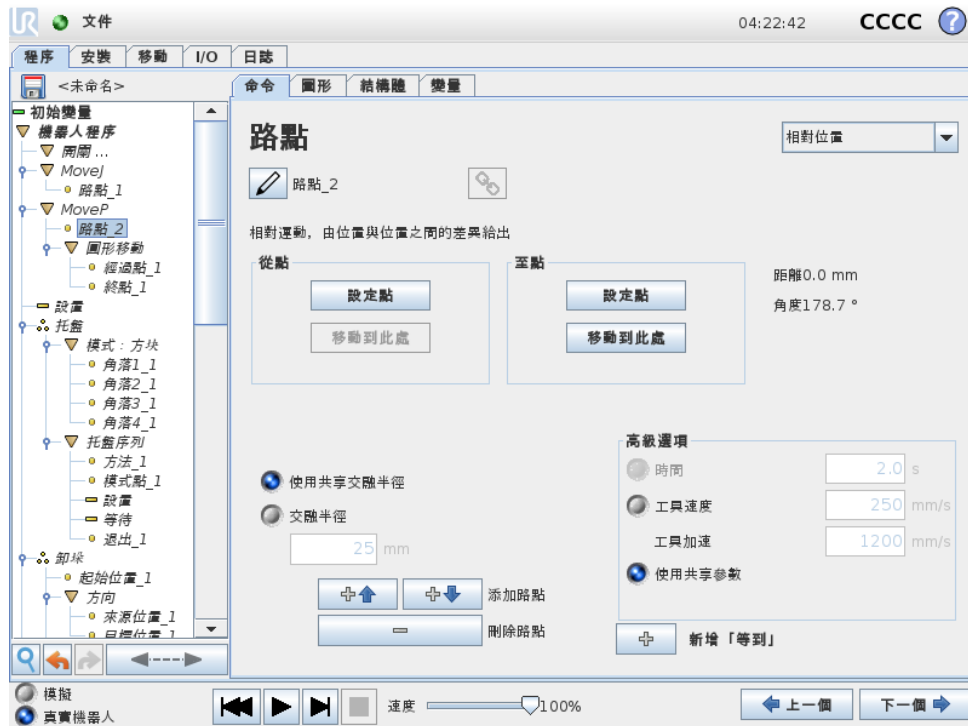 UR 文件 04:22:42 CCCC ?
程序 安裝 移動 I/O 日誌
<未命名>
命令 圖形 結構體 變量
初始變量
機器人程序
開關 ...
MoveJ
路點_1
MoveP
路點_2
圓形移動
經過點_1
終點_1
設置
托盤
模式：方块
角落1_1
角落2_1
角落3_1
角落4_1
托盤序列
方法_1
模式點_1
設置
等待
退出_1
卸垛
起始位置_1
方向
來源位置_1
目標位置_1
路點
相對位置
路點_2
相對運動，由位置與位置之間的差異給出
從點
設定點
移動到此處
至點
設定點
移動到此處
距離0.0 mm
角度178.7 °
使用共享交融半徑
交融半徑
25 mm
添加路點
刪除路點
高級選項
時間 2.0 s
工具速度 250 mm/s
工具加速 1200 mm/s
使用共享參數
新增「等到」
模擬
真實機器人
速度 100%
上一個 下一個